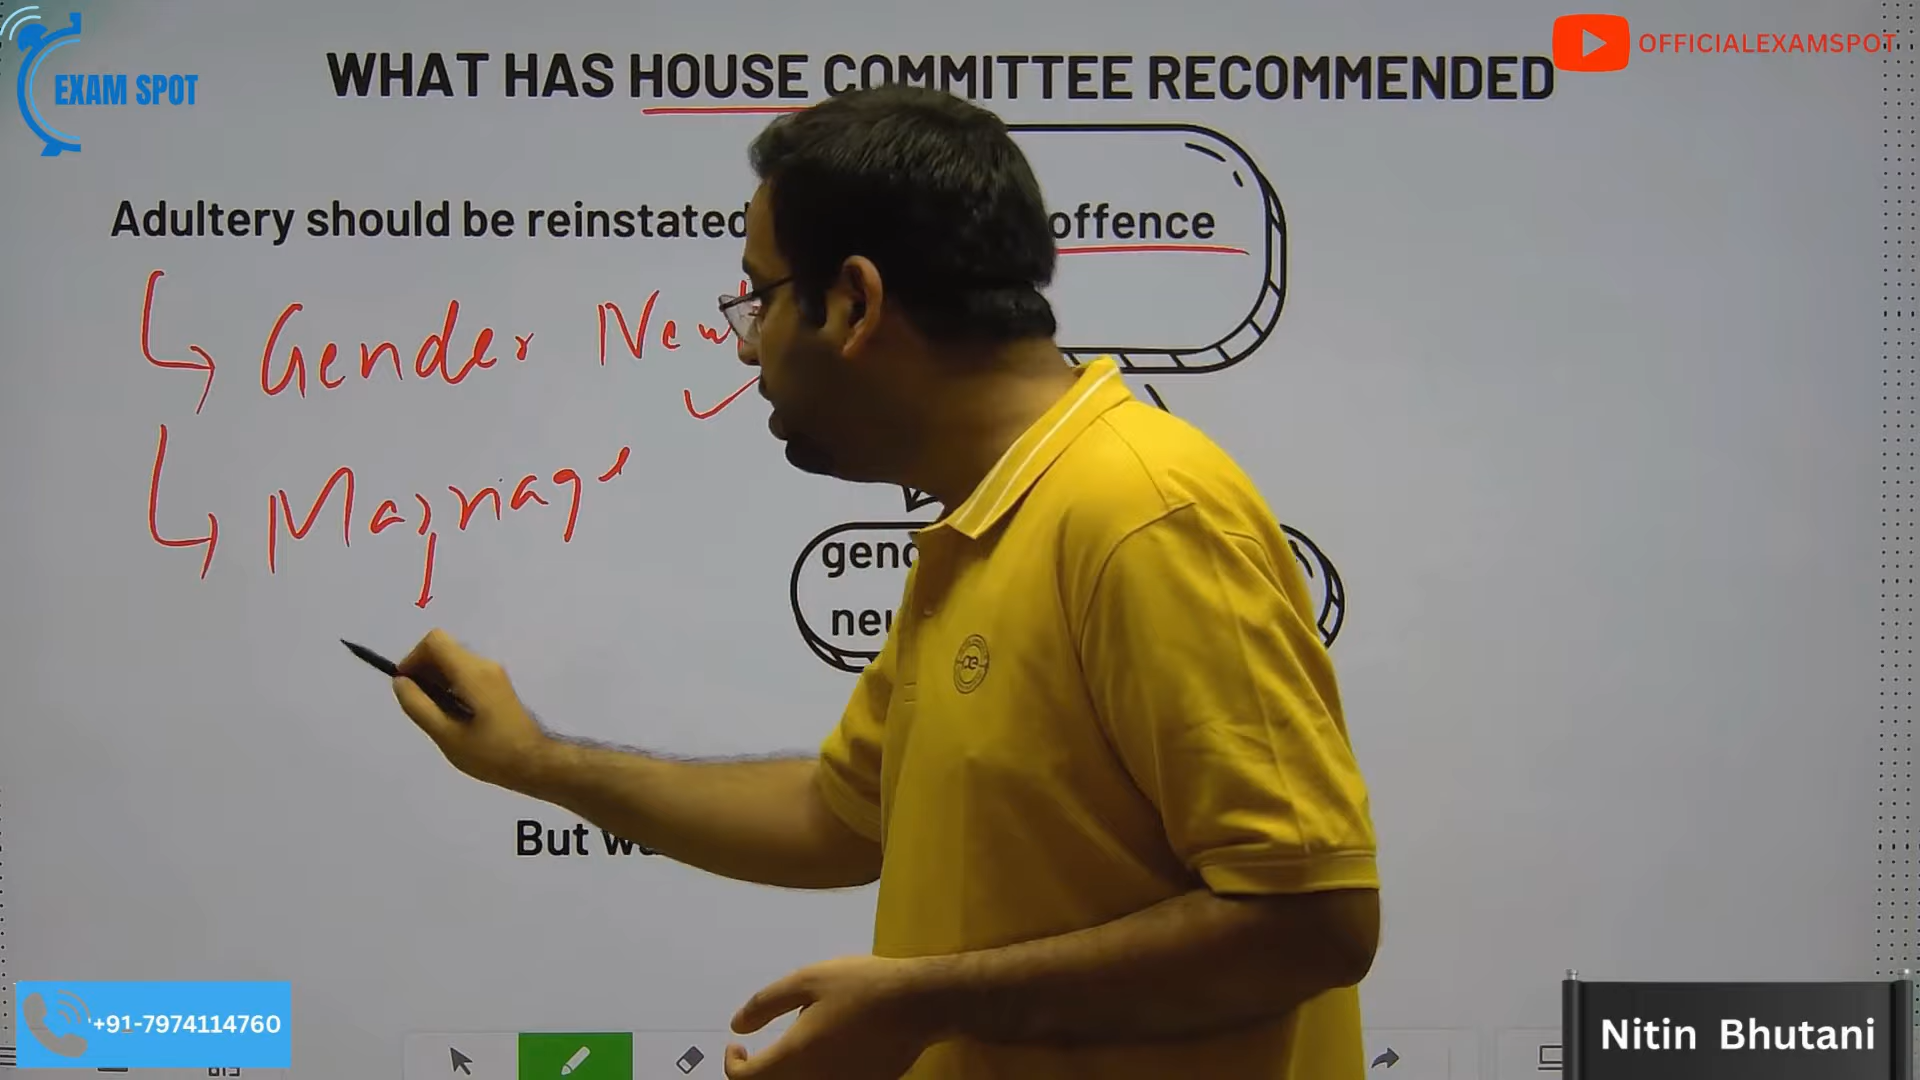 EXAM SPOT
OFFICIALEXAMSPOT
WHAT HAS HOUSE COMMITTEE RECOMMENDED
Adultery should be reinstated offence
Gender
Marriage
But
+91-7974114760
Nitin Bhutani